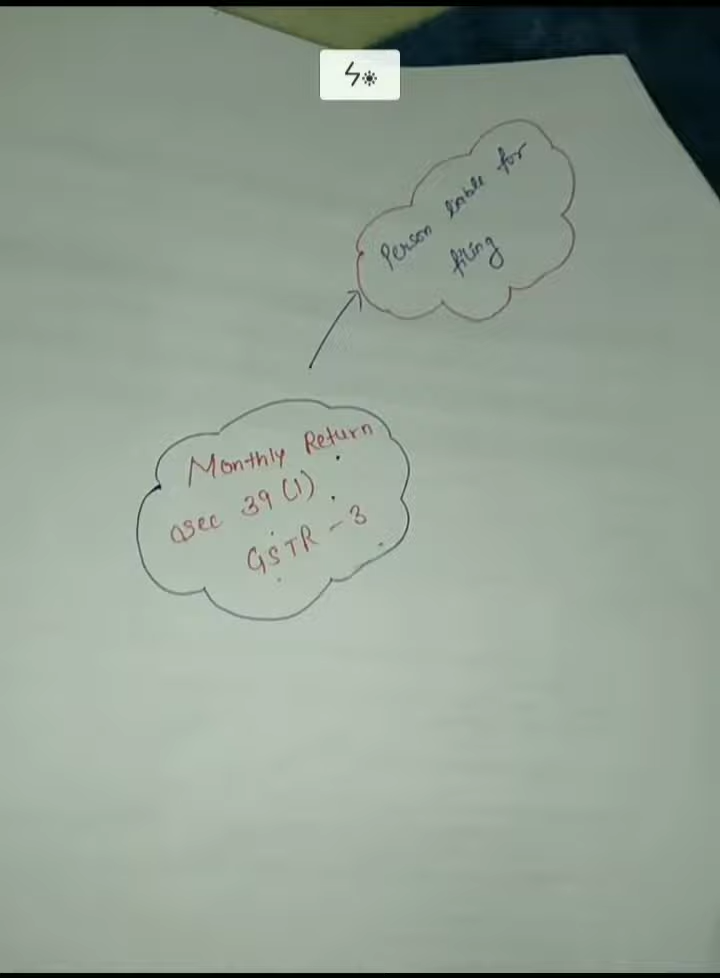 Person liable for
filing
Monthly Return
@sec 39 (1)
GSTR - 3